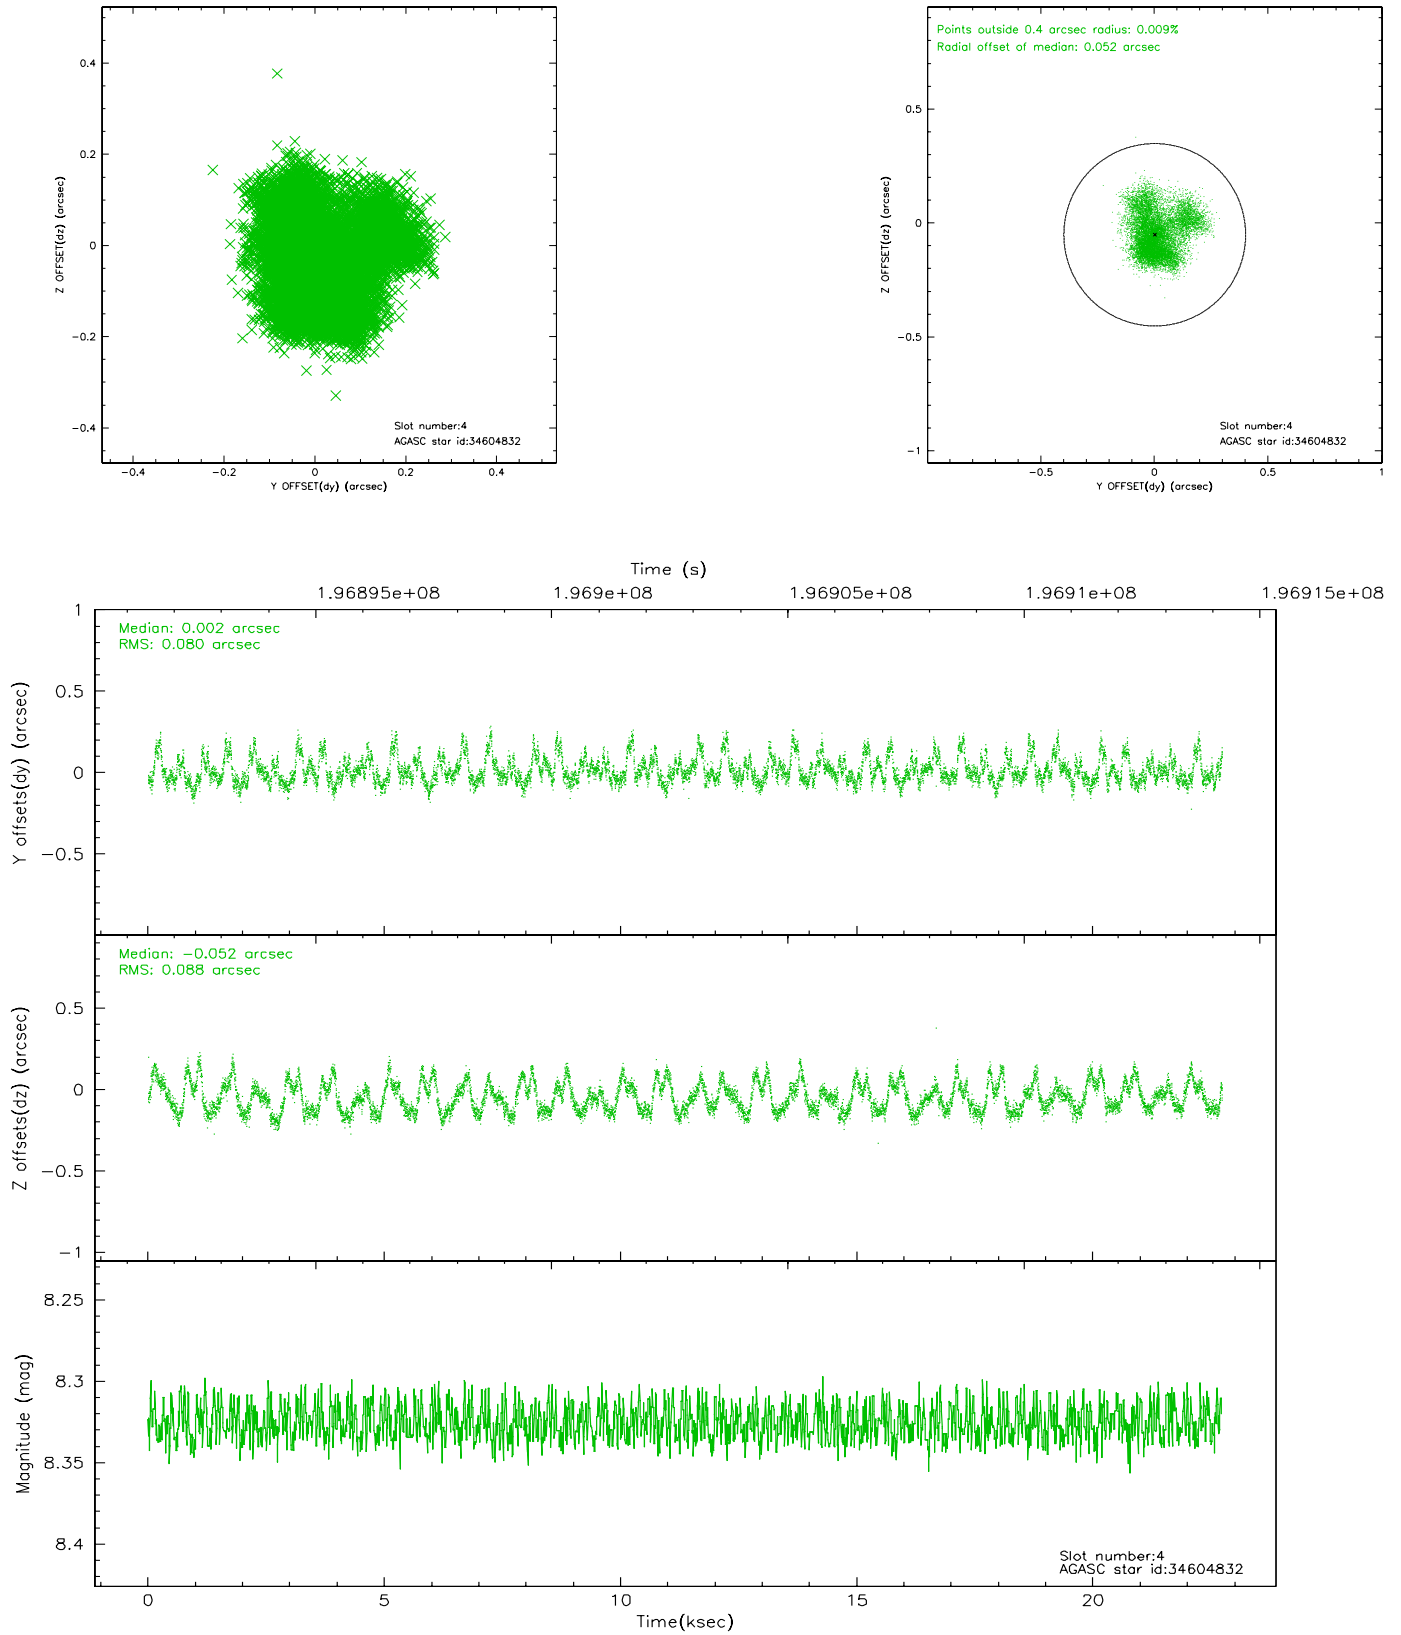 0.4
0.2
0
−0.2
−0.4
Z OFFSET(dz) (arcsec)
Slot number:4
AGASC star id:34604832
−0.4 −0.2 0 0.2 0.4
Y OFFSET(dy) (arcsec)
Points outside 0.4 arcsec radius: 0.009%
Radial offset of median: 0.052 arcsec
0.5
0
−0.5
−1
Z OFFSET(dz) (arcsec)
Slot number:4
AGASC star id:34604832
−0.5 0 0.5 1
Y OFFSET(dy) (arcsec)
Time (s)
1.96895e+08 1.969e+08 1.96905e+08 1.9691e+08 1.96915e+08
Median: 0.002 arcsec
RMS: 0.080 arcsec
1
0.5
0
−0.5
Y offsets(dy) (arcsec)
Median: −0.052 arcsec
RMS: 0.088 arcsec
0.5
0
−0.5
−1
Z offsets(dz) (arcsec)
8.25
8.3
8.35
8.4
Magnitude (mag)
Slot number:4
AGASC star id:34604832
0 5 10 15 20
Time(ksec)